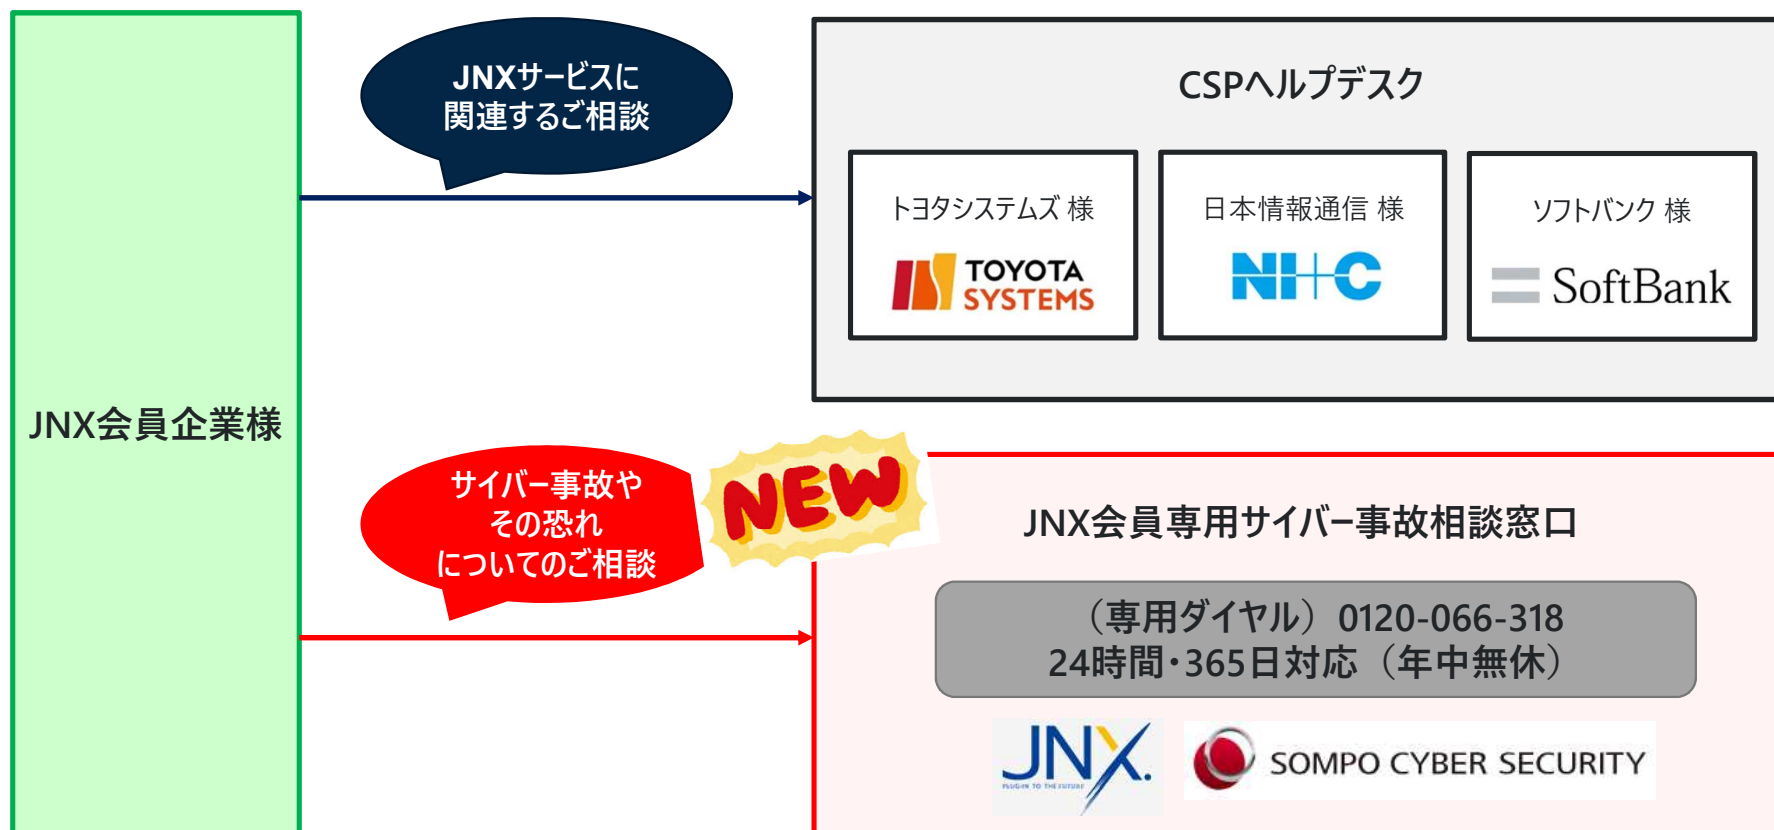 JNX会員企業様
JNXサービスに
関連するご相談
CSPヘルプデスク
トヨタシステムズ 様
TOYOTA
SYSTEMS
日本情報通信 様
NI+C
ソフトバンク 様
SoftBank
サイバー事故や
その恐れ
についてのご相談
NEW
JNX会員専用サイバー事故相談窓口
（専用ダイヤル）0120-066-318
24時間・365日対応（年中無休）
JNX.
PLUG-IN TO THE FUTURE
SOMPO CYBER SECURITY